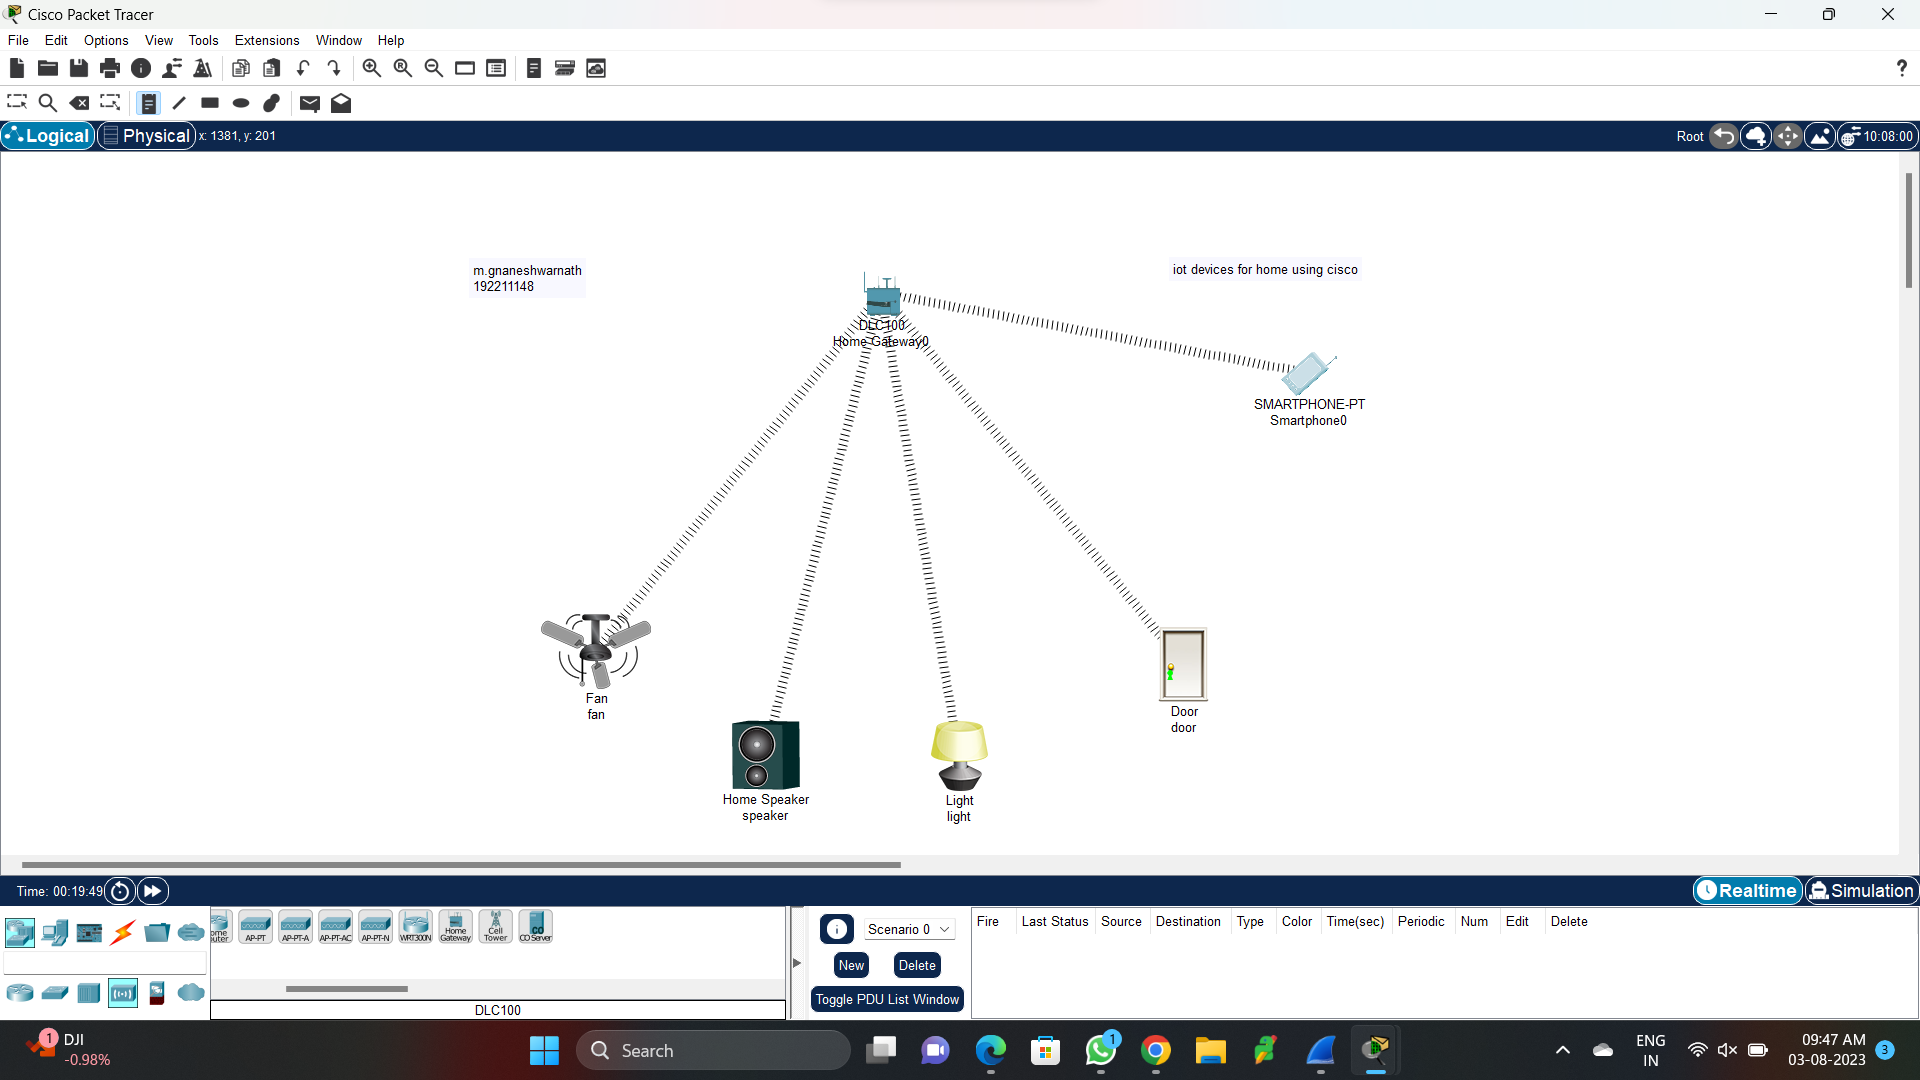 Cisco Packet Tracer
File Edit Options View Tools Extensions Window Help
?
Logical Physical x: 1381, y: 201 Root 10:08:00
m.gnaneshwarnath
192211148
iot devices for home using cisco
DLC100
Home Gateway0
SMARTPHONE-PT
Smartphone0
Fan
fan
Door
door
Home Speaker
speaker
Light
light
Time: 00:19:49 Realtime Simulation
AP-PT AP-PT-A AP-PT-AC AP-PT-N WRT300N Home Gateway Cell Tower CO Server
Scenario 0
New Delete
Toggle PDU List Window
Fire Last Status Source Destination Type Color Time(sec) Periodic Num Edit Delete
DLC100
1 DJI
-0.98%
Search
1
ENG
IN
09:47 AM
03-08-2023
3